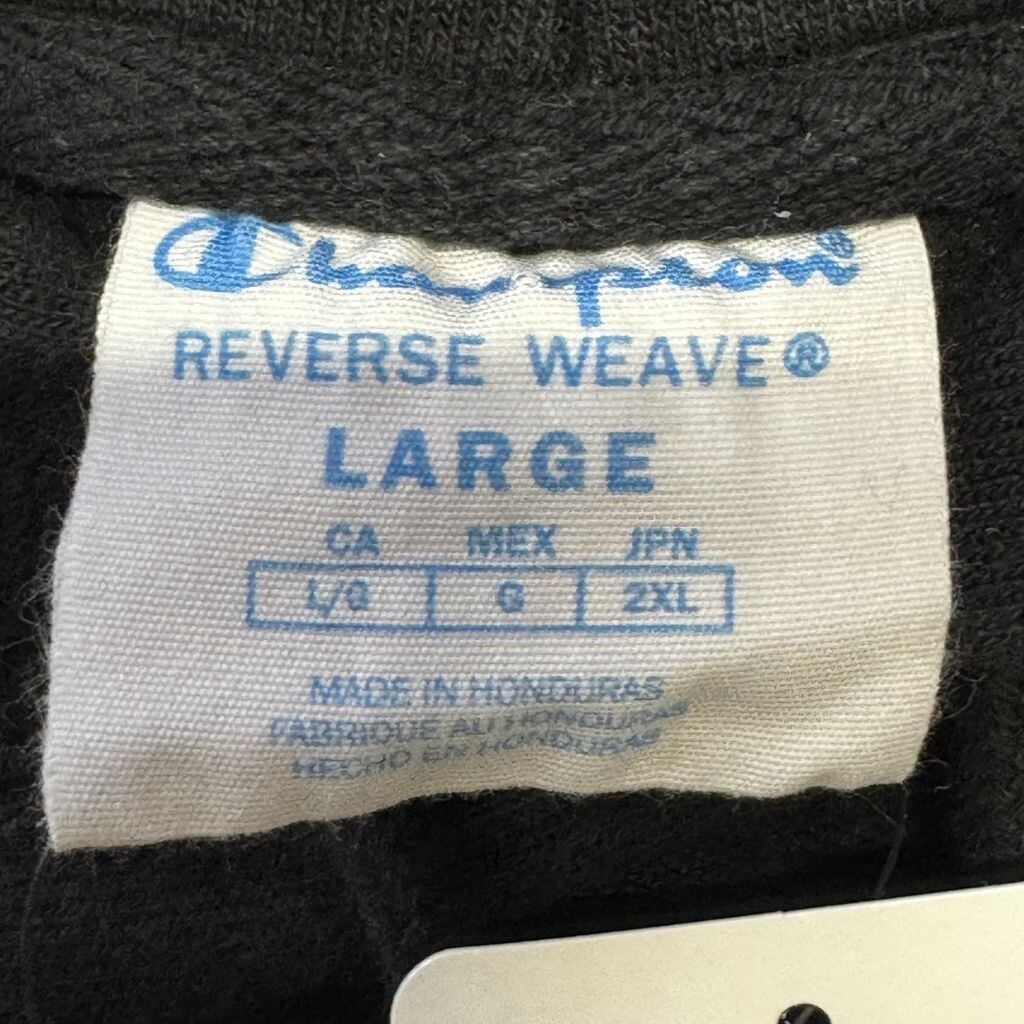 Champion®
REVERSE WEAVE®
LARGE
CA MEX JPN
L/G G 2XL
MADE IN HONDURAS
FABRIQUE AU HONDURAS
HECHO EN HONDURAS